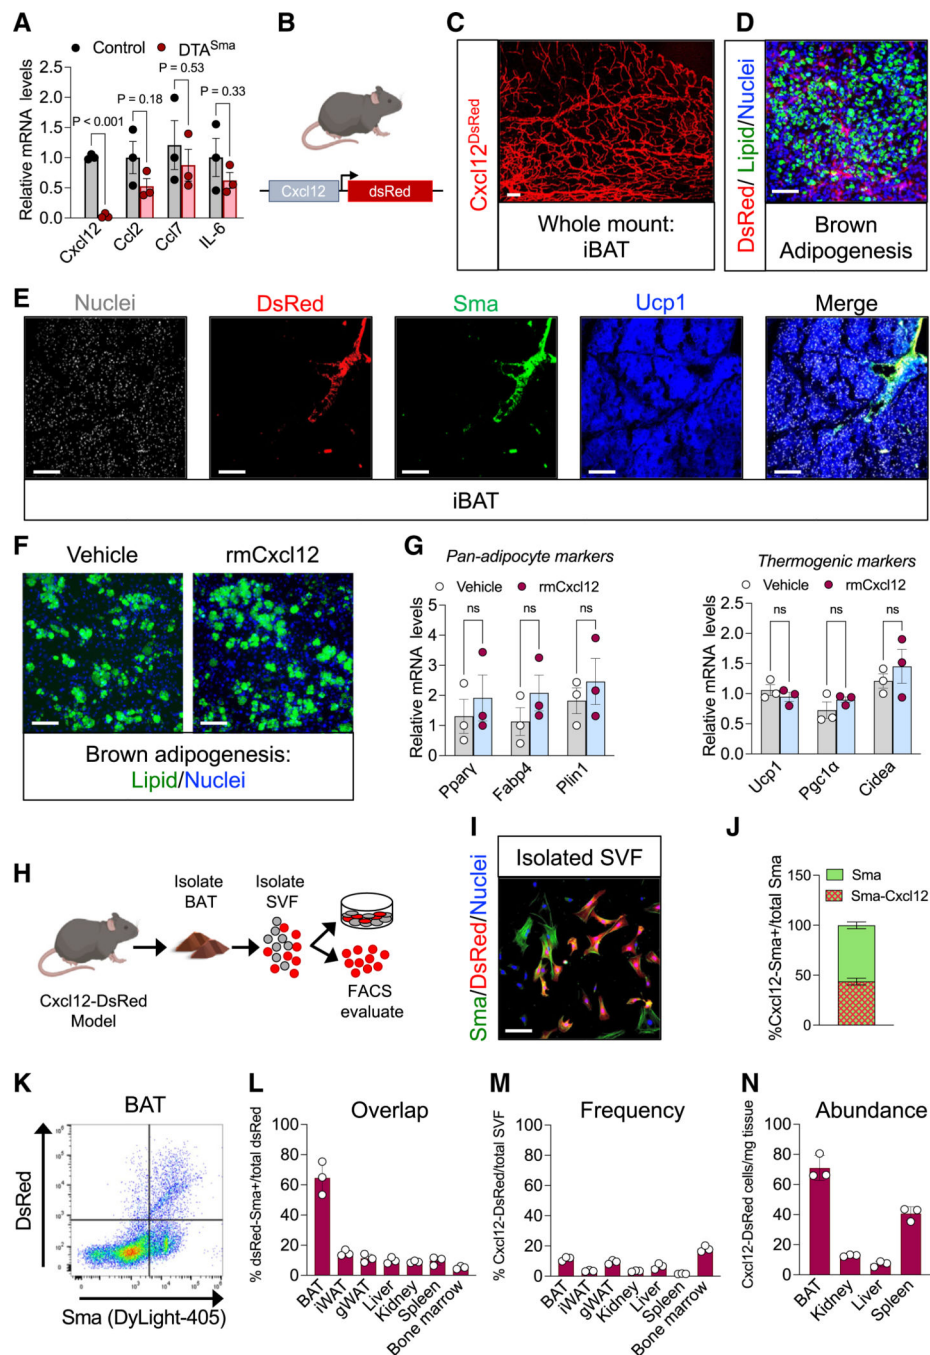 A
Control
DTA^Sma
Relative mRNA levels
2.5
2.0
1.5
1.0
0.5
0.0
P < 0.001
P = 0.18
P = 0.53
P = 0.33
Cxcl12
Ccl2
Ccl7
IL-6
B
Cxcl12
dsRed
C
Cxcl12^DsRed
Whole mount:
iBAT
D
DsRed/ Lipid/Nuclei
Brown
Adipogenesis
E
Nuclei
DsRed
Sma
Ucp1
Merge
iBAT
F
Vehicle
rmCxcl12
Brown adipogenesis:
Lipid/Nuclei
G
Pan-adipocyte markers
Vehicle
rmCxcl12
Relative mRNA levels
5
4
3
2
1
0
ns
ns
ns
Pparγ
Fabp4
Plin1
Thermogenic markers
Vehicle
rmCxcl12
Relative mRNA levels
2.5
2.0
1.5
1.0
0.5
0.0
ns
ns
ns
Ucp1
Pgc1α
Cidea
H
Isolate
BAT
Isolate
SVF
Cxcl12-DsRed
Model
FACS
evaluate
I
Isolated SVF
Sma/DsRed/Nuclei
J
%Cxcl12-Sma+/total Sma
150
100
50
0
Sma
Sma-Cxcl12
K
BAT
DsRed
Sma (DyLight-405)
L
Overlap
% dsRed-Sma+/total dsRed
100
80
60
40
20
0
BAT
iWAT
gWAT
Liver
Kidney
Spleen
Bone marrow
M
Frequency
% Cxcl12-DsRed/total SVF
100
80
60
40
20
0
BAT
iWAT
gWAT
Kidney
Liver
Spleen
Bone marrow
N
Abundance
Cxcl12-DsRed cells/mg tissue
100
80
60
40
20
0
BAT
Kidney
Liver
Spleen